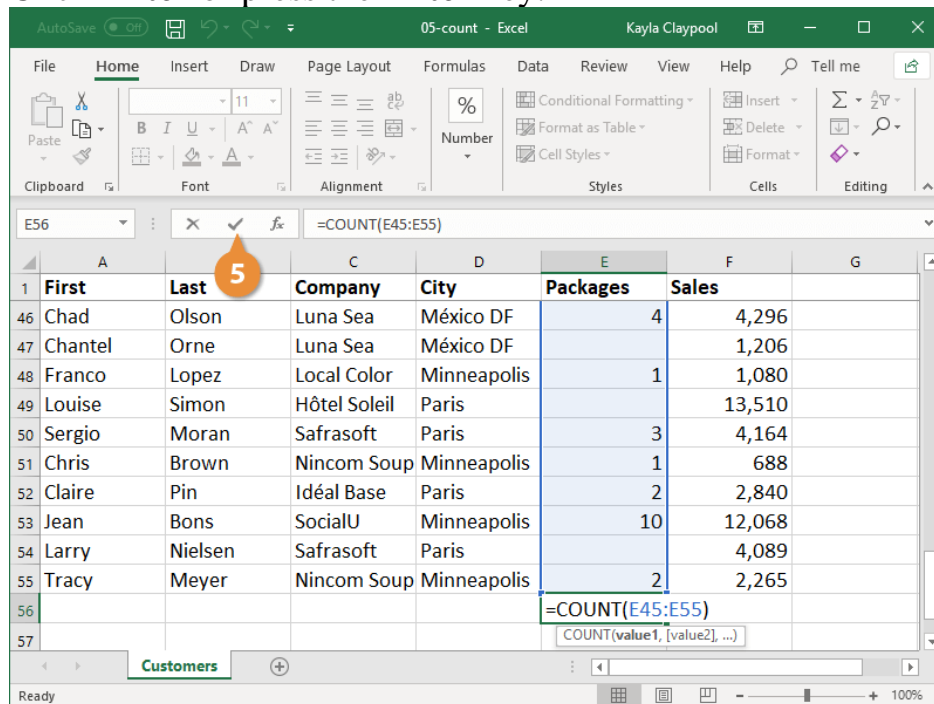 AutoSave Off 05-count - Excel Kayla Claypool
File Home Insert Draw Page Layout Formulas Data Review View Help Tell me
Paste
11
B I U A A A
ab
%
Number
Conditional Formatting
Format as Table
Cell Styles
Insert
Delete
Format
Clipboard Font Alignment Styles Cells Editing
E56 fx =COUNT(E45:E55)
5
A C D E F G
1 First Last Company City Packages Sales
46 Chad Olson Luna Sea México DF 4 4,296
47 Chantel Orne Luna Sea México DF 1,206
48 Franco Lopez Local Color Minneapolis 1 1,080
49 Louise Simon Hôtel Soleil Paris 13,510
50 Sergio Moran Safrasoft Paris 3 4,164
51 Chris Brown Nincom Soup Minneapolis 1 688
52 Claire Pin Idéal Base Paris 2 2,840
53 Jean Bons SocialU Minneapolis 10 12,068
54 Larry Nielsen Safrasoft Paris 4,089
55 Tracy Meyer Nincom Soup Minneapolis 2 2,265
56 =COUNT(E45:E55)
57 COUNT(value1, [value2], ...)
Customers
Ready 100%